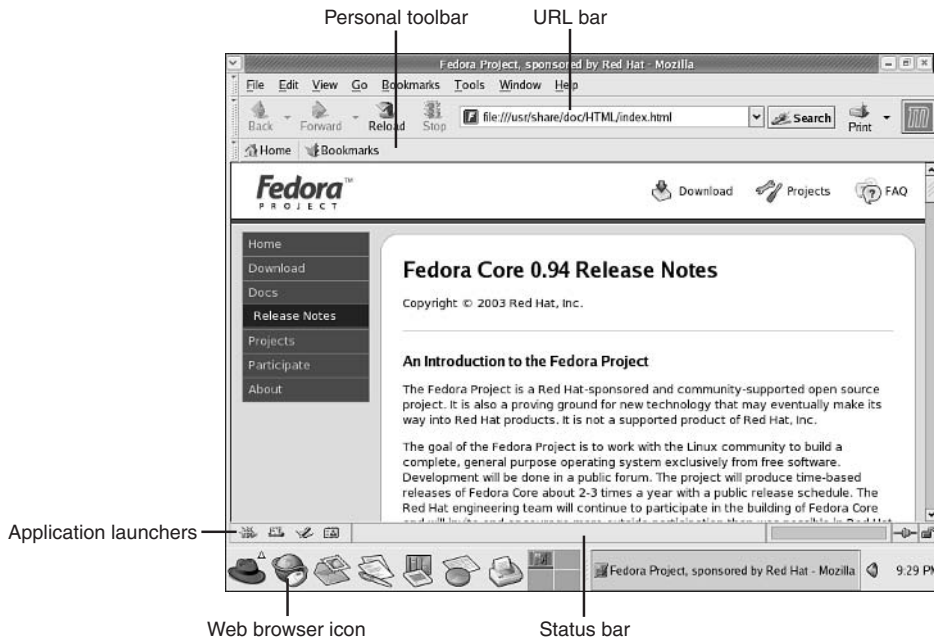 Personal toolbar
URL bar
Fedora Project, sponsored by Red Hat - Mozilla
File Edit View Go Bookmarks Tools Window Help
Back Forward Reload Stop
file:///usr/share/doc/HTML/index.html
Search
Print
Home Bookmarks
Fedora™
PROJECT
Download Projects FAQ
Home
Download
Docs
Release Notes
Projects
Participate
About
Fedora Core 0.94 Release Notes
Copyright © 2003 Red Hat, Inc.
An Introduction to the Fedora Project
The Fedora Project is a Red Hat-sponsored and community-supported open source
project. It is also a proving ground for new technology that may eventually make its
way into Red Hat products. It is not a supported product of Red Hat, Inc.
The goal of the Fedora Project is to work with the Linux community to build a
complete, general purpose operating system exclusively from free software.
Development will be done in a public forum. The project will produce time-based
releases of Fedora Core about 2-3 times a year with a public release schedule. The
Red Hat engineering team will continue to participate in the building of Fedora Core
Application launchers
Fedora Project, sponsored by Red Hat - Mozilla
9:29 PM
Web browser icon
Status bar